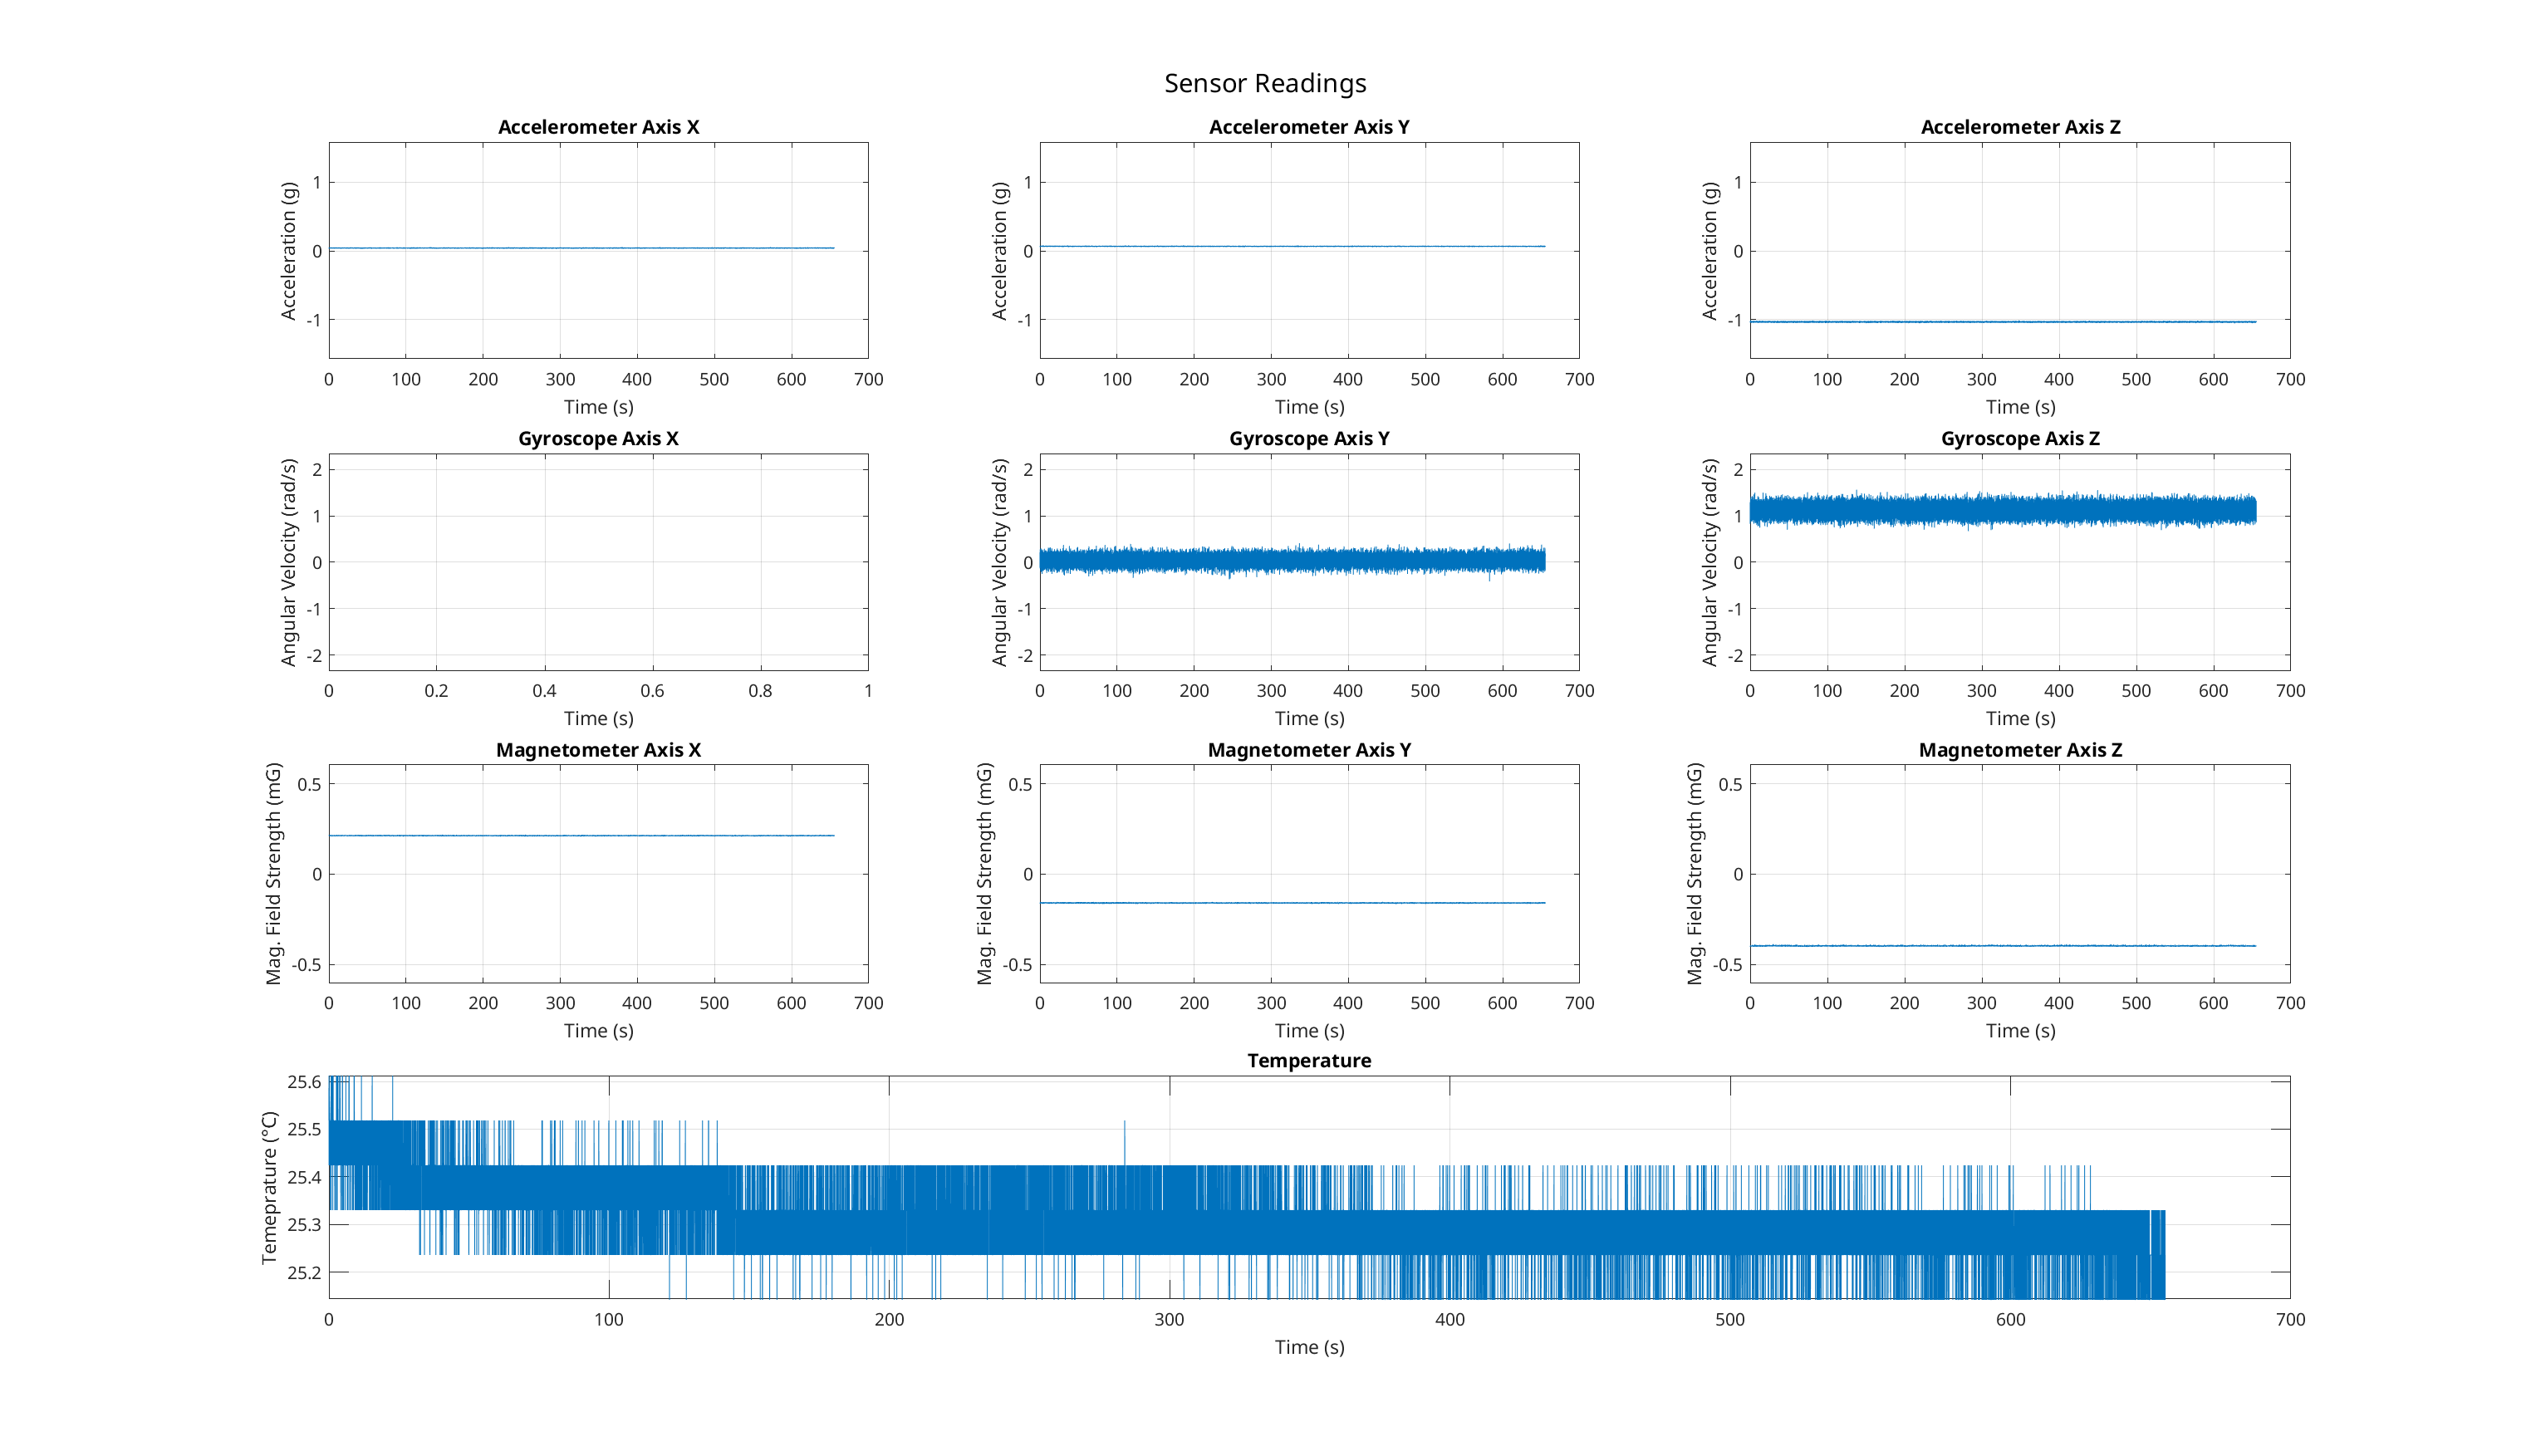 Sensor Readings
Accelerometer Axis X
Acceleration (g)
1
0
-1
0 100 200 300 400 500 600 700
Time (s)
Accelerometer Axis Y
Acceleration (g)
1
0
-1
0 100 200 300 400 500 600 700
Time (s)
Accelerometer Axis Z
Acceleration (g)
1
0
-1
0 100 200 300 400 500 600 700
Time (s)
Gyroscope Axis X
Angular Velocity (rad/s)
2
1
0
-1
-2
0 0.2 0.4 0.6 0.8 1
Time (s)
Gyroscope Axis Y
Angular Velocity (rad/s)
2
1
0
-1
-2
0 100 200 300 400 500 600 700
Time (s)
Gyroscope Axis Z
Angular Velocity (rad/s)
2
1
0
-1
-2
0 100 200 300 400 500 600 700
Time (s)
Magnetometer Axis X
Mag. Field Strength (mG)
0.5
0
-0.5
0 100 200 300 400 500 600 700
Time (s)
Magnetometer Axis Y
Mag. Field Strength (mG)
0.5
0
-0.5
0 100 200 300 400 500 600 700
Time (s)
Magnetometer Axis Z
Mag. Field Strength (mG)
0.5
0
-0.5
0 100 200 300 400 500 600 700
Time (s)
Temperature
Temeprature (°C)
25.6
25.5
25.4
25.3
25.2
0 100 200 300 400 500 600 700
Time (s)